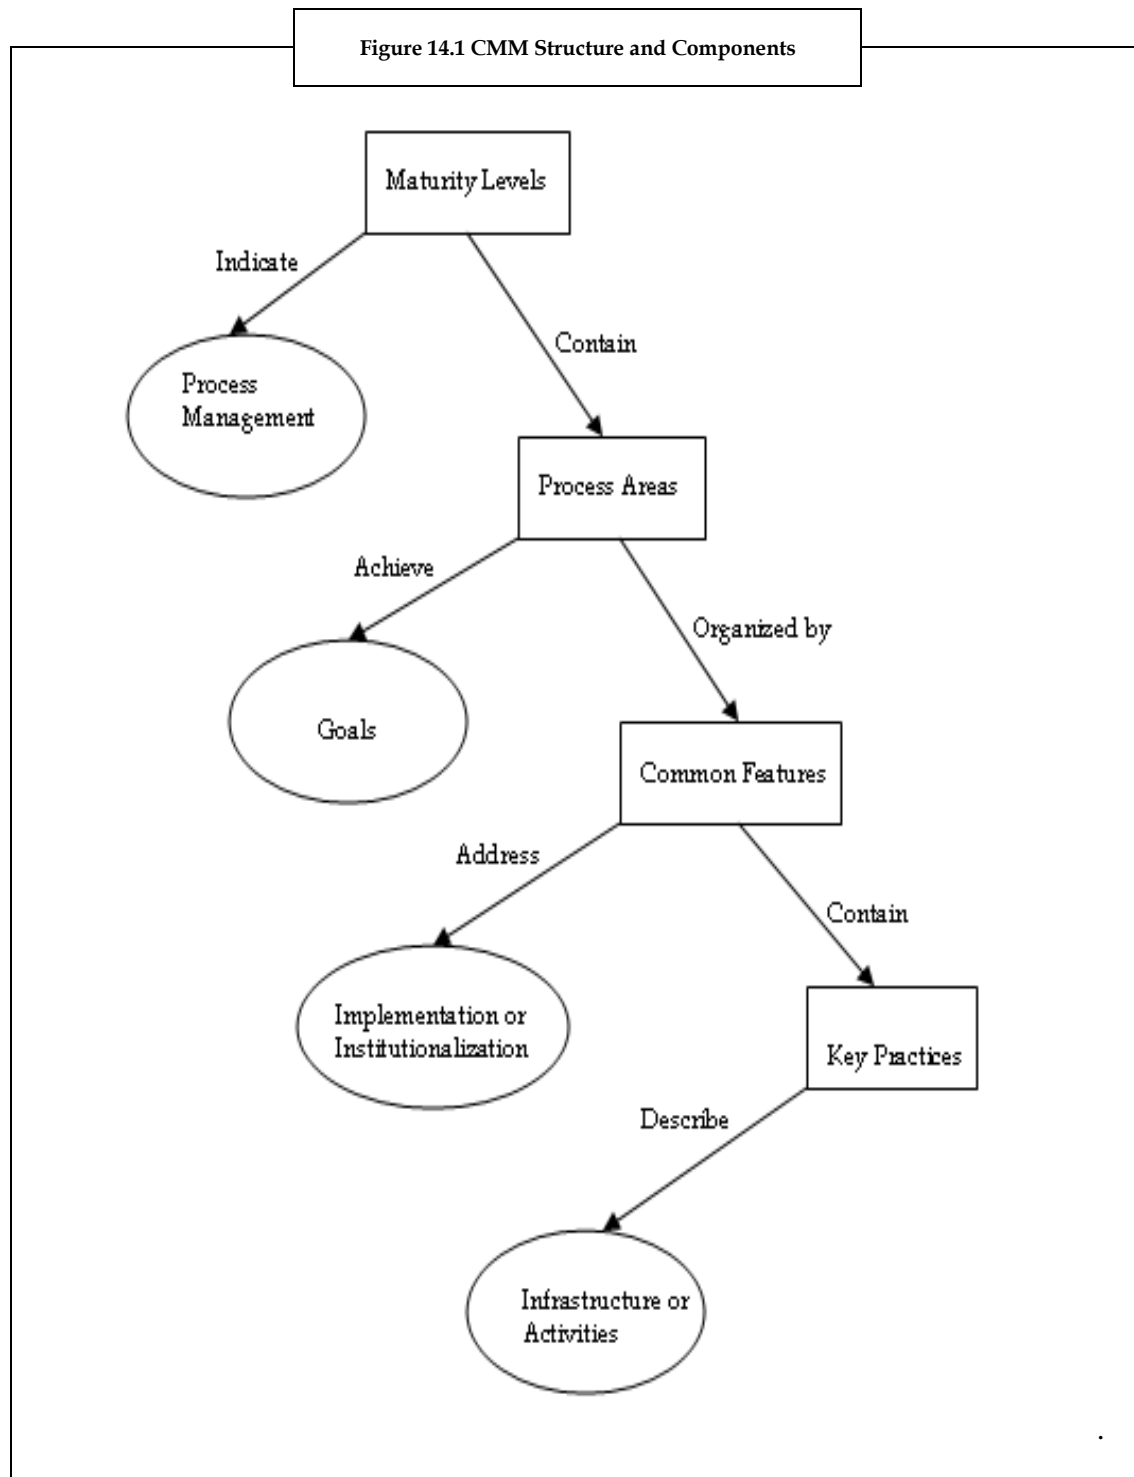 Figure 14.1 CMM Structure and Components
Maturity Levels
Indicate
Contain
Process
Management
Process Areas
Achieve
Organized by
Goals
Common Features
Address
Contain
Implementation or
Institutionalization
Key Practices
Describe
Infrastructure or
Activities
.